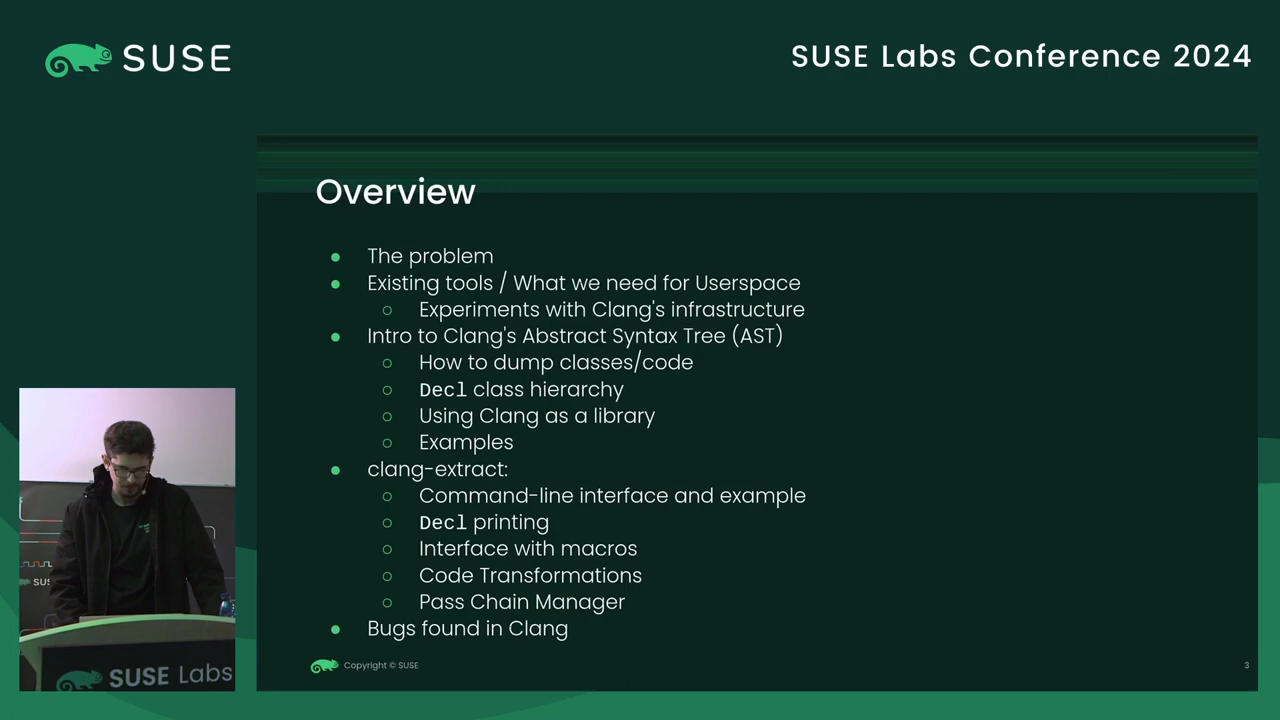 SUSE
SUSE Labs Conference 2024
Overview
The problem
Existing tools / What we need for Userspace
Experiments with Clang's infrastructure
Intro to Clang's Abstract Syntax Tree (AST)
How to dump classes/code
Decl class hierarchy
Using Clang as a library
Examples
clang-extract:
Command-line interface and example
Decl printing
Interface with macros
Code Transformations
Pass Chain Manager
Bugs found in Clang
Copyright © SUSE
3
SUS
SUSE Labs